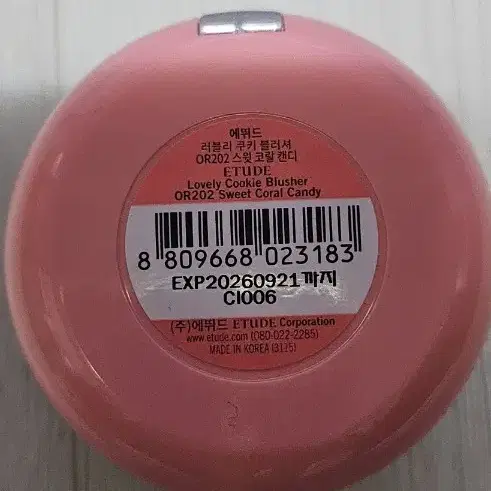 에뛰드
러블리 쿠키 블러셔
OR202 스윗 코랄 캔디
ETUDE
Lovely Cookie Blusher
OR202 Sweet Coral Candy
8 809668 023183
EXP20260921까지
CI006
(주)에뛰드 ETUDE Corporation
www.etude.com (080-022-2285)
MADE IN KOREA (3115)